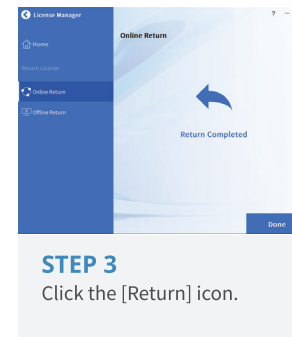 License Manager
? –
Online Return
Home
Return License
Online Return
Offline Return
Return Completed
Done
STEP 3
Click the [Return] icon.